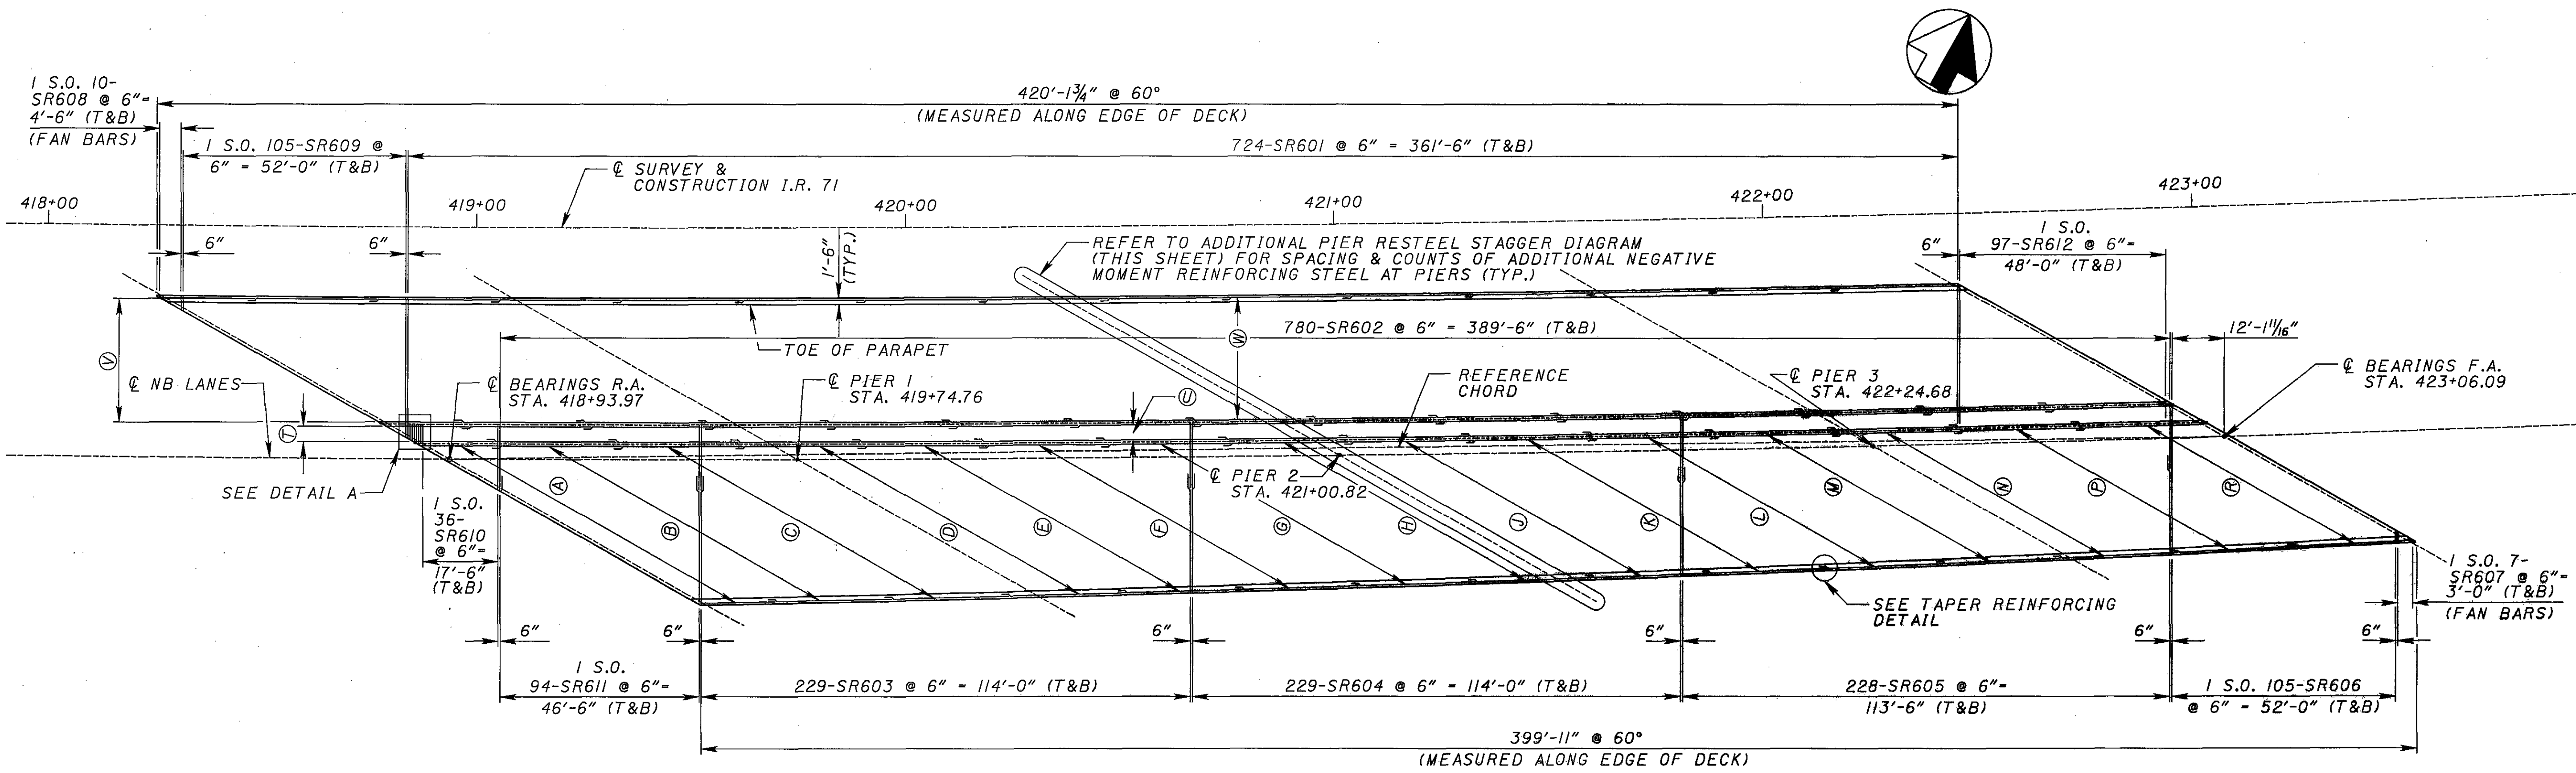 1 S.O. 10-
SR608 @ 6"=
4'-6" (T&B)
(FAN BARS)
420'-1¾" @ 60°
(MEASURED ALONG EDGE OF DECK)
1 S.O. 105-SR609 @
6" = 52'-0" (T&B)
724-SR601 @ 6" = 361'-6" (T&B)
℄ SURVEY &
CONSTRUCTION I.R. 71
418+00
419+00
420+00
421+00
422+00
423+00
6"
6"
1'-6"
(TYP.)
REFER TO ADDITIONAL PIER RESTEEL STAGGER DIAGRAM
(THIS SHEET) FOR SPACING & COUNTS OF ADDITIONAL NEGATIVE
MOMENT REINFORCING STEEL AT PIERS (TYP.)
6"
1 S.O.
97-SR612 @ 6"=
48'-0" (T&B)
780-SR602 @ 6" = 389'-6" (T&B)
12'-1 11/16"
TOE OF PARAPET
V
W
℄ NB LANES
℄ BEARINGS R.A.
STA. 418+93.97
℄ PIER 1
STA. 419+74.76
U
REFERENCE
CHORD
℄ PIER 3
STA. 422+24.68
℄ BEARINGS F.A.
STA. 423+06.09
T
SEE DETAIL A
℄ PIER 2
STA. 421+00.82
A
B
C
D
E
F
G
H
J
K
L
M
N
P
R
1 S.O.
36-
SR610
@ 6"=
17'-6"
(T&B)
SEE TAPER REINFORCING
DETAIL
1 S.O. 7-
SR607 @ 6"=
3'-0" (T&B)
(FAN BARS)
6"
6"
6"
6"
6"
6"
1 S.O.
94-SR611 @ 6"=
46'-6" (T&B)
229-SR603 @ 6" = 114'-0" (T&B)
229-SR604 @ 6" = 114'-0" (T&B)
228-SR605 @ 6"=
113'-6" (T&B)
1 S.O. 105-SR606
@ 6" = 52'-0" (T&B)
399'-11" @ 60°
(MEASURED ALONG EDGE OF DECK)